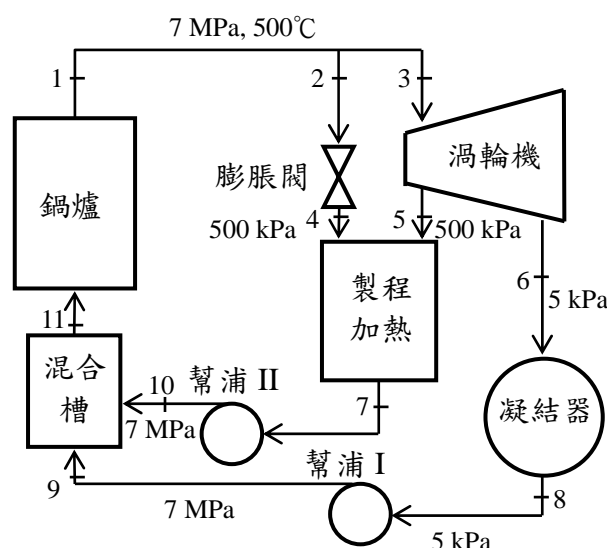 7 MPa, 500℃
1
2
3
鍋爐
膨脹閥
渦輪機
4
500 kPa
5
500 kPa
6
5 kPa
製程
加熱
11
混合
槽
10
幫浦 II
7 MPa
7
凝結器
幫浦 I
9
7 MPa
8
5 kPa